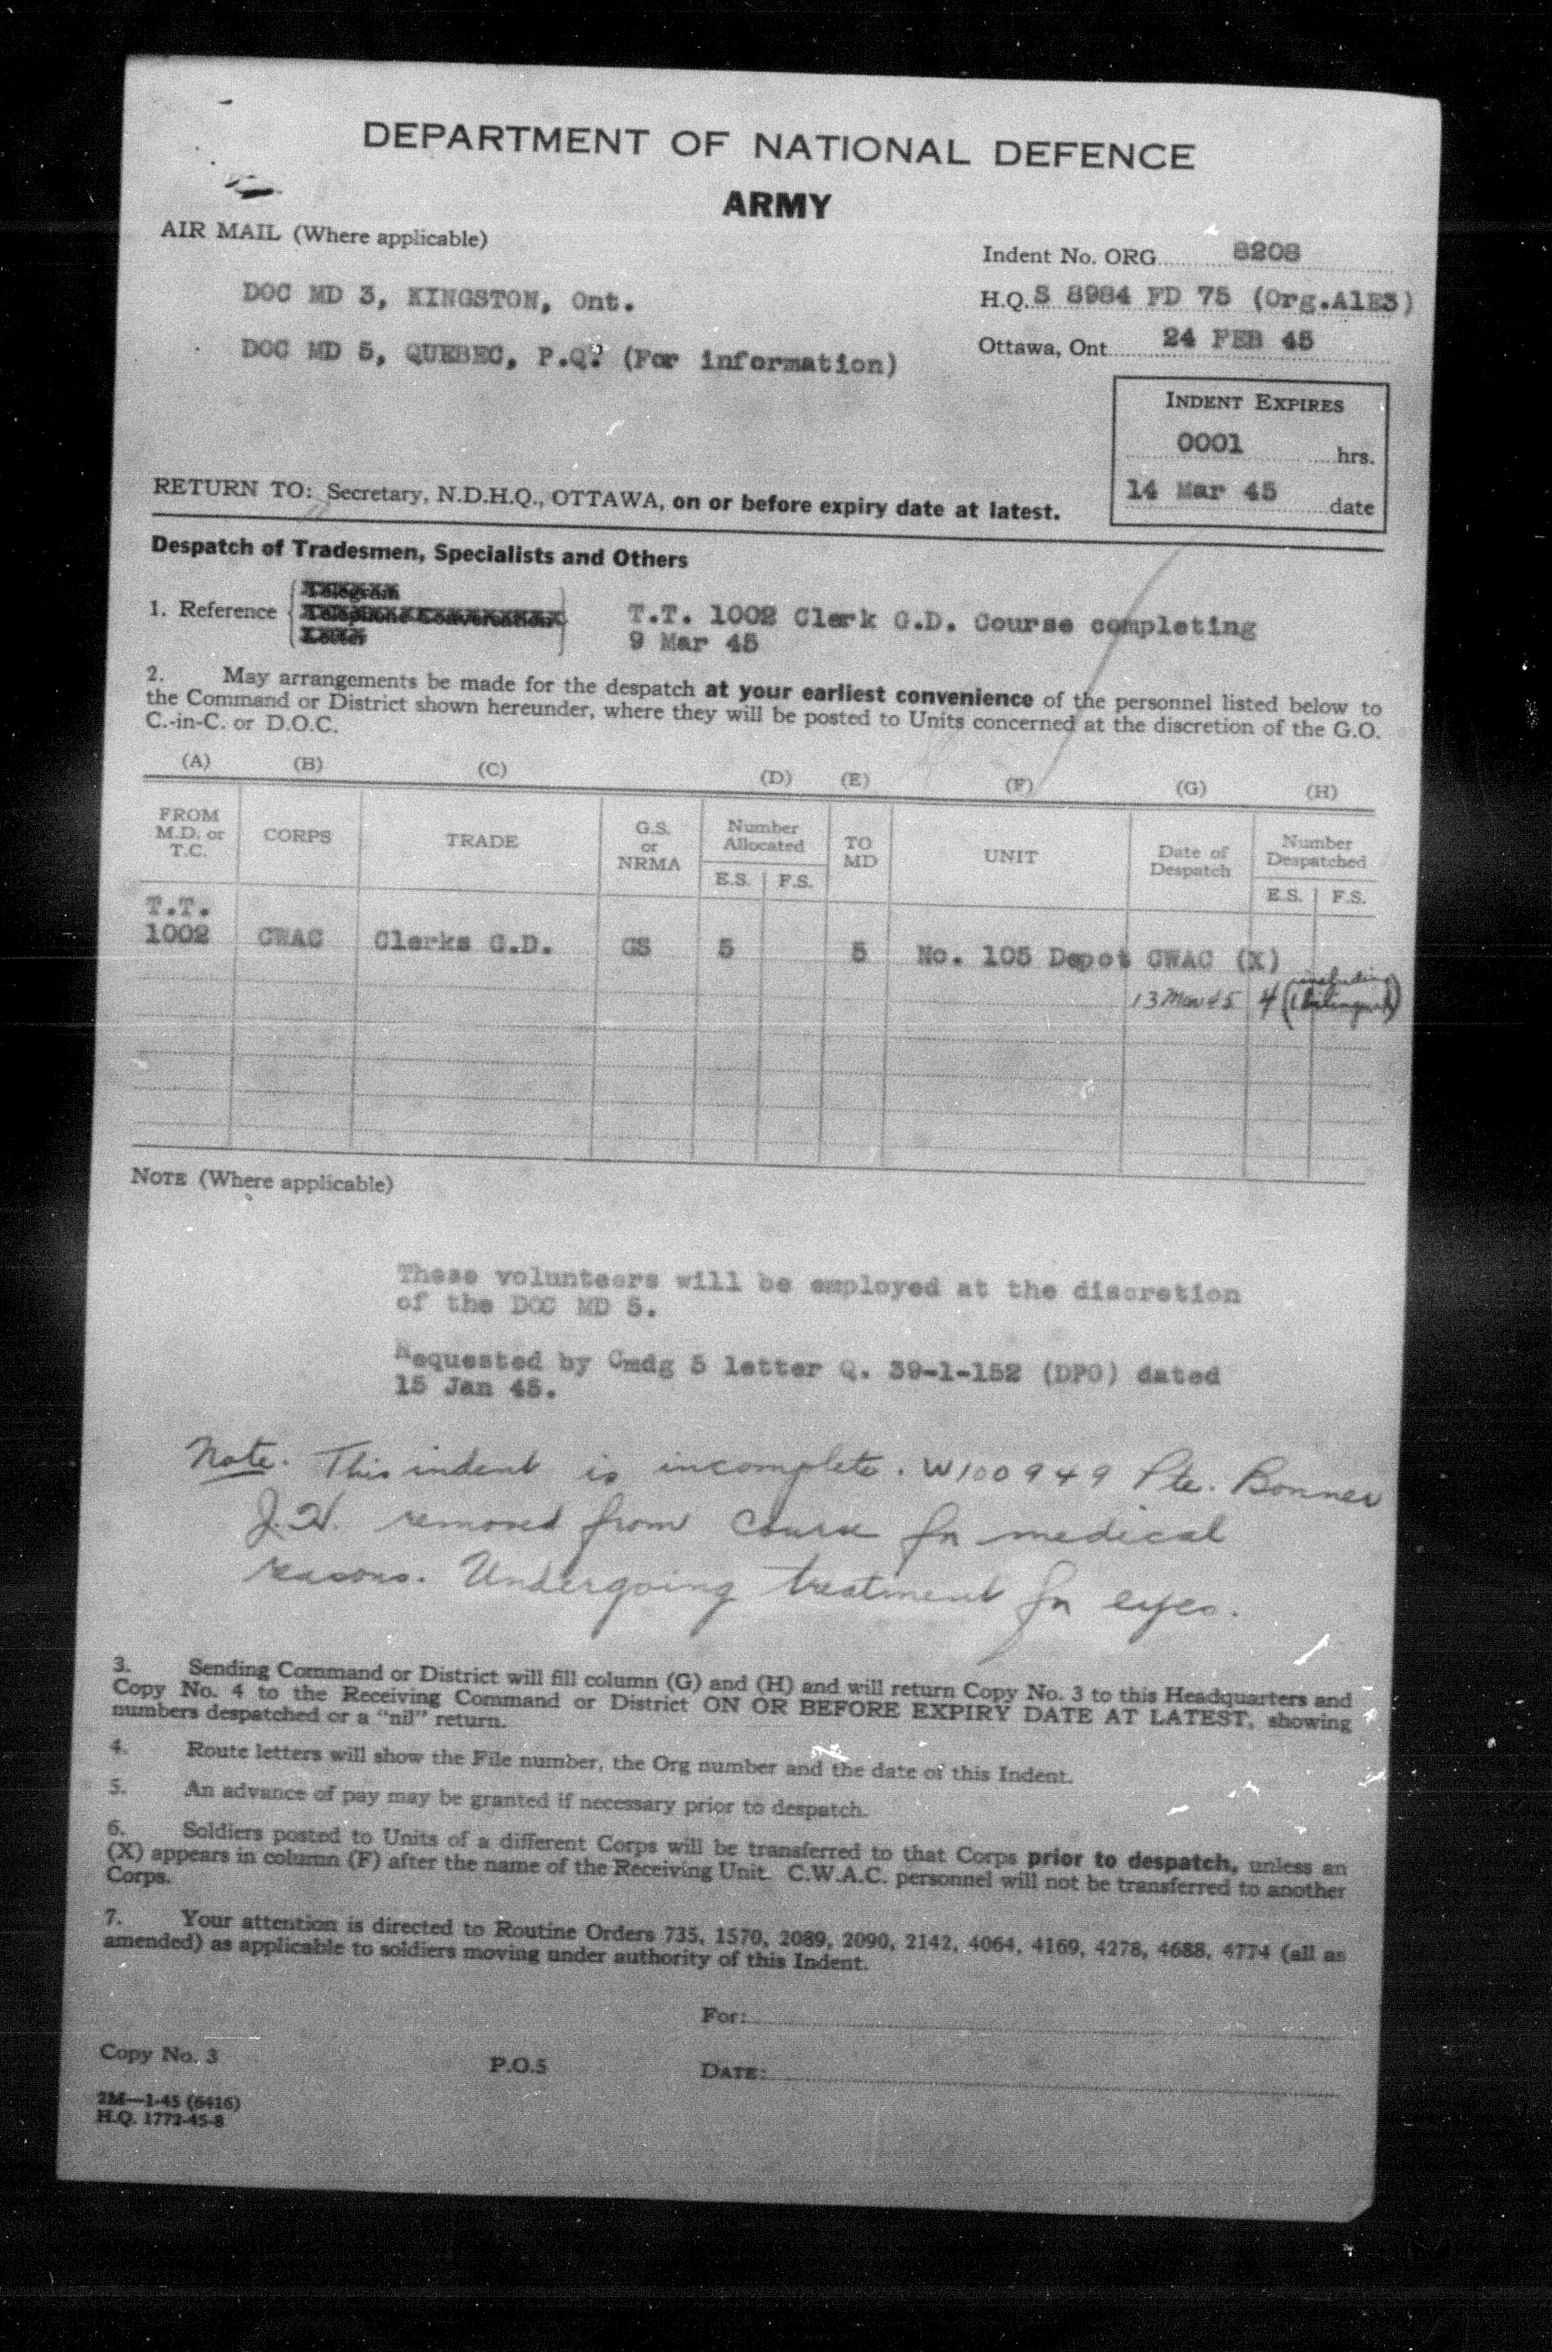 DEPARTMENT OF NATIONAL DEFENCE
ARMY
AIR MAIL (Where applicable)
Indent No. ORG 8208
DOC MD 3, KINGSTON, Ont.
H.Q. S 8984 FD 75 (Org.A1E3)
DOC MD 5, QUEBEC, P.Q. (For information)
Ottawa, Ont 24 FEB 45
INDENT EXPIRES
0001 hrs.
14 Mar 45 date
RETURN TO: Secretary, N.D.H.Q., OTTAWA, on or before expiry date at latest.
Despatch of Tradesmen, Specialists and Others
Telegram
1. Reference Telephone Conversation T.T. 1002 Clerk G.D. Course completing
Letter 9 Mar 45
2. May arrangements be made for the despatch at your earliest convenience of the personnel listed below to
the Command or District shown hereunder, where they will be posted to Units concerned at the discretion of the G.O.
C.-in-C. or D.O.C.
(A) (B) (C) (D) (E) (F) (G) (H)
FROM M.D. or T.C. CORPS TRADE G.S. or NRMA Number Allocated E.S. F.S. TO MD UNIT Date of Despatch Number Despatched E.S. F.S.
T.T.
1002 CWAC Clerks G.D. GS 5 5 No. 105 Depot CWAC (X)
13 Mar 45 4 (including
1 bilingual)
NOTE (Where applicable)
These volunteers will be employed at the discretion
of the DOC MD 5.
Requested by Cmdg 5 letter Q. 39-1-152 (DPO) dated
15 Jan 45.
Note. This indent is incomplete. W100949 Pte. Bonner
J.H. removed from course for medical
reasons. Undergoing treatment for eyes.
3. Sending Command or District will fill column (G) and (H) and will return Copy No. 3 to this Headquarters and
Copy No. 4 to the Receiving Command or District ON OR BEFORE EXPIRY DATE AT LATEST, showing
numbers despatched or a "nil" return.
4. Route letters will show the File number, the Org number and the date of this Indent.
5. An advance of pay may be granted if necessary prior to despatch.
6. Soldiers posted to Units of a different Corps will be transferred to that Corps prior to despatch, unless an
(X) appears in column (F) after the name of the Receiving Unit. C.W.A.C. personnel will not be transferred to another
Corps.
7. Your attention is directed to Routine Orders 735, 1570, 2089, 2090, 2142, 4064, 4169, 4278, 4688, 4774 (all as
amended) as applicable to soldiers moving under authority of this Indent.
For:
Copy No. 3 P.O.5 DATE:
2M—1-45 (6416)
H.Q. 1772-45-8